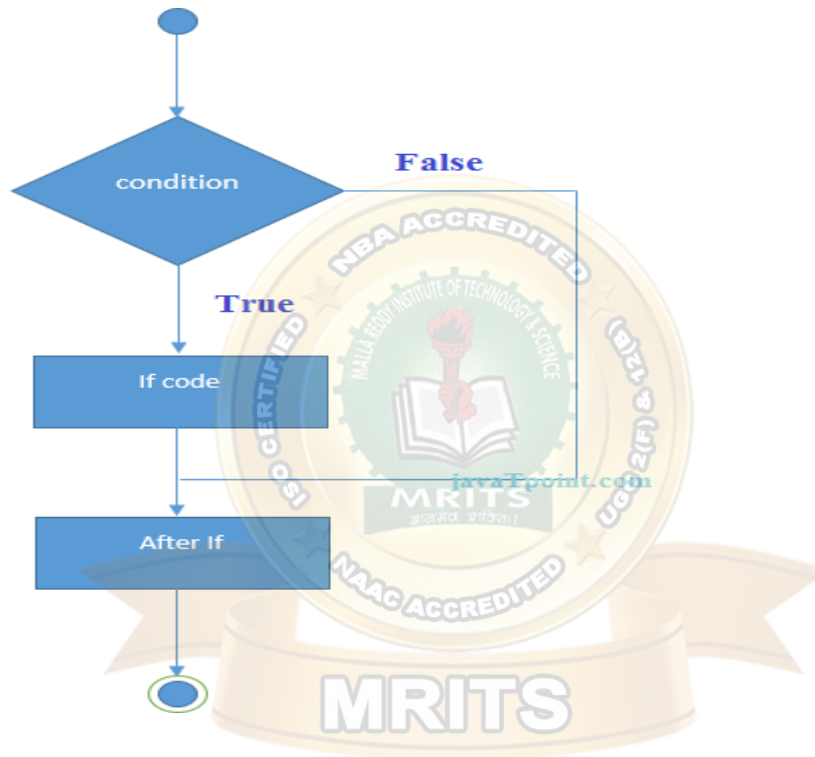 condition
False
True
If code
After If
javaTpoint.com
NBA ACCREDITED
MALLA REDDY INSTITUTE OF TECHNOLOGY & SCIENCE
ISO CERTIFIED
UGC 2(F) & 12(B)
MRITS
NAAC ACCREDITED
MRITS